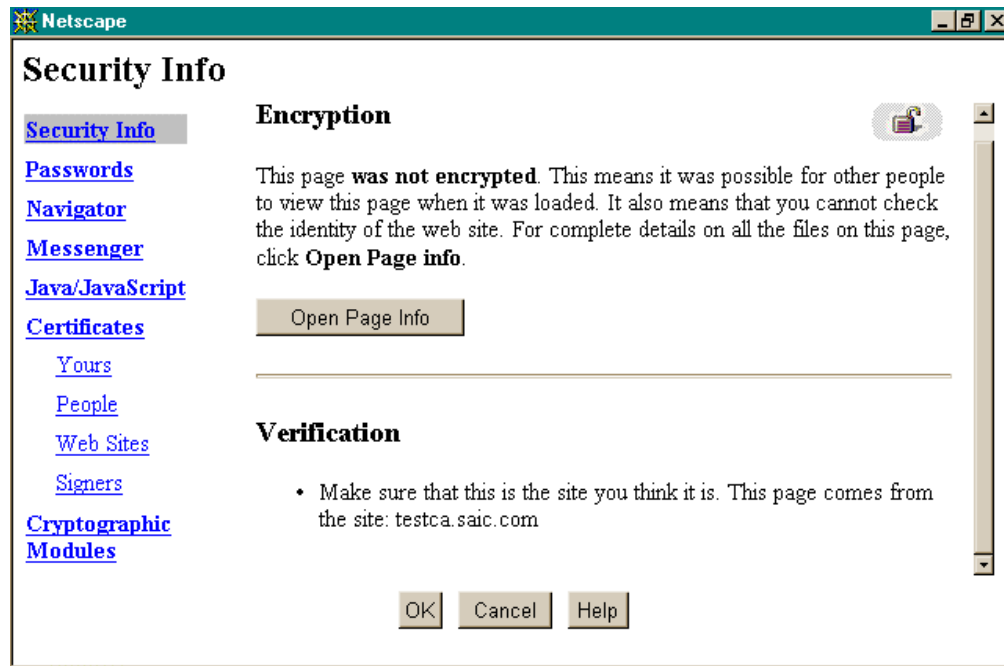 Netscape
Security Info
Security Info
Passwords
Navigator
Messenger
Java/JavaScript
Certificates
Yours
People
Web Sites
Signers
Cryptographic
Modules
Encryption
This page was not encrypted. This means it was possible for other people
to view this page when it was loaded. It also means that you cannot check
the identity of the web site. For complete details on all the files on this page,
click Open Page info.
Open Page Info
Verification
• Make sure that this is the site you think it is. This page comes from
the site: testca.saic.com
OK
Cancel
Help